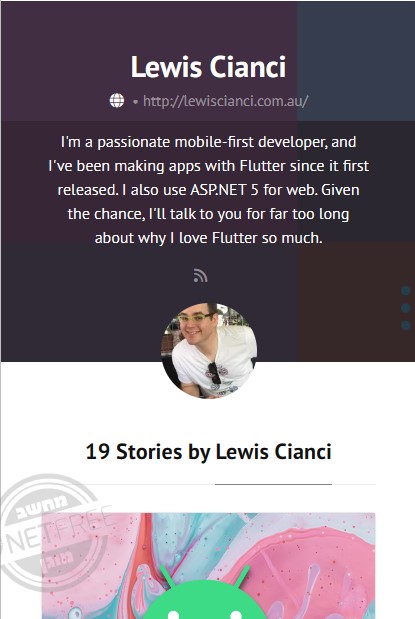 Lewis Cianci
• http://lewiscianci.com.au/
I'm a passionate mobile-first developer, and
I've been making apps with Flutter since it first
released. I also use ASP.NET 5 for web. Given
the chance, I'll talk to you for far too long
about why I love Flutter so much.
19 Stories by Lewis Cianci
מחשב
NETFREE
מוגן